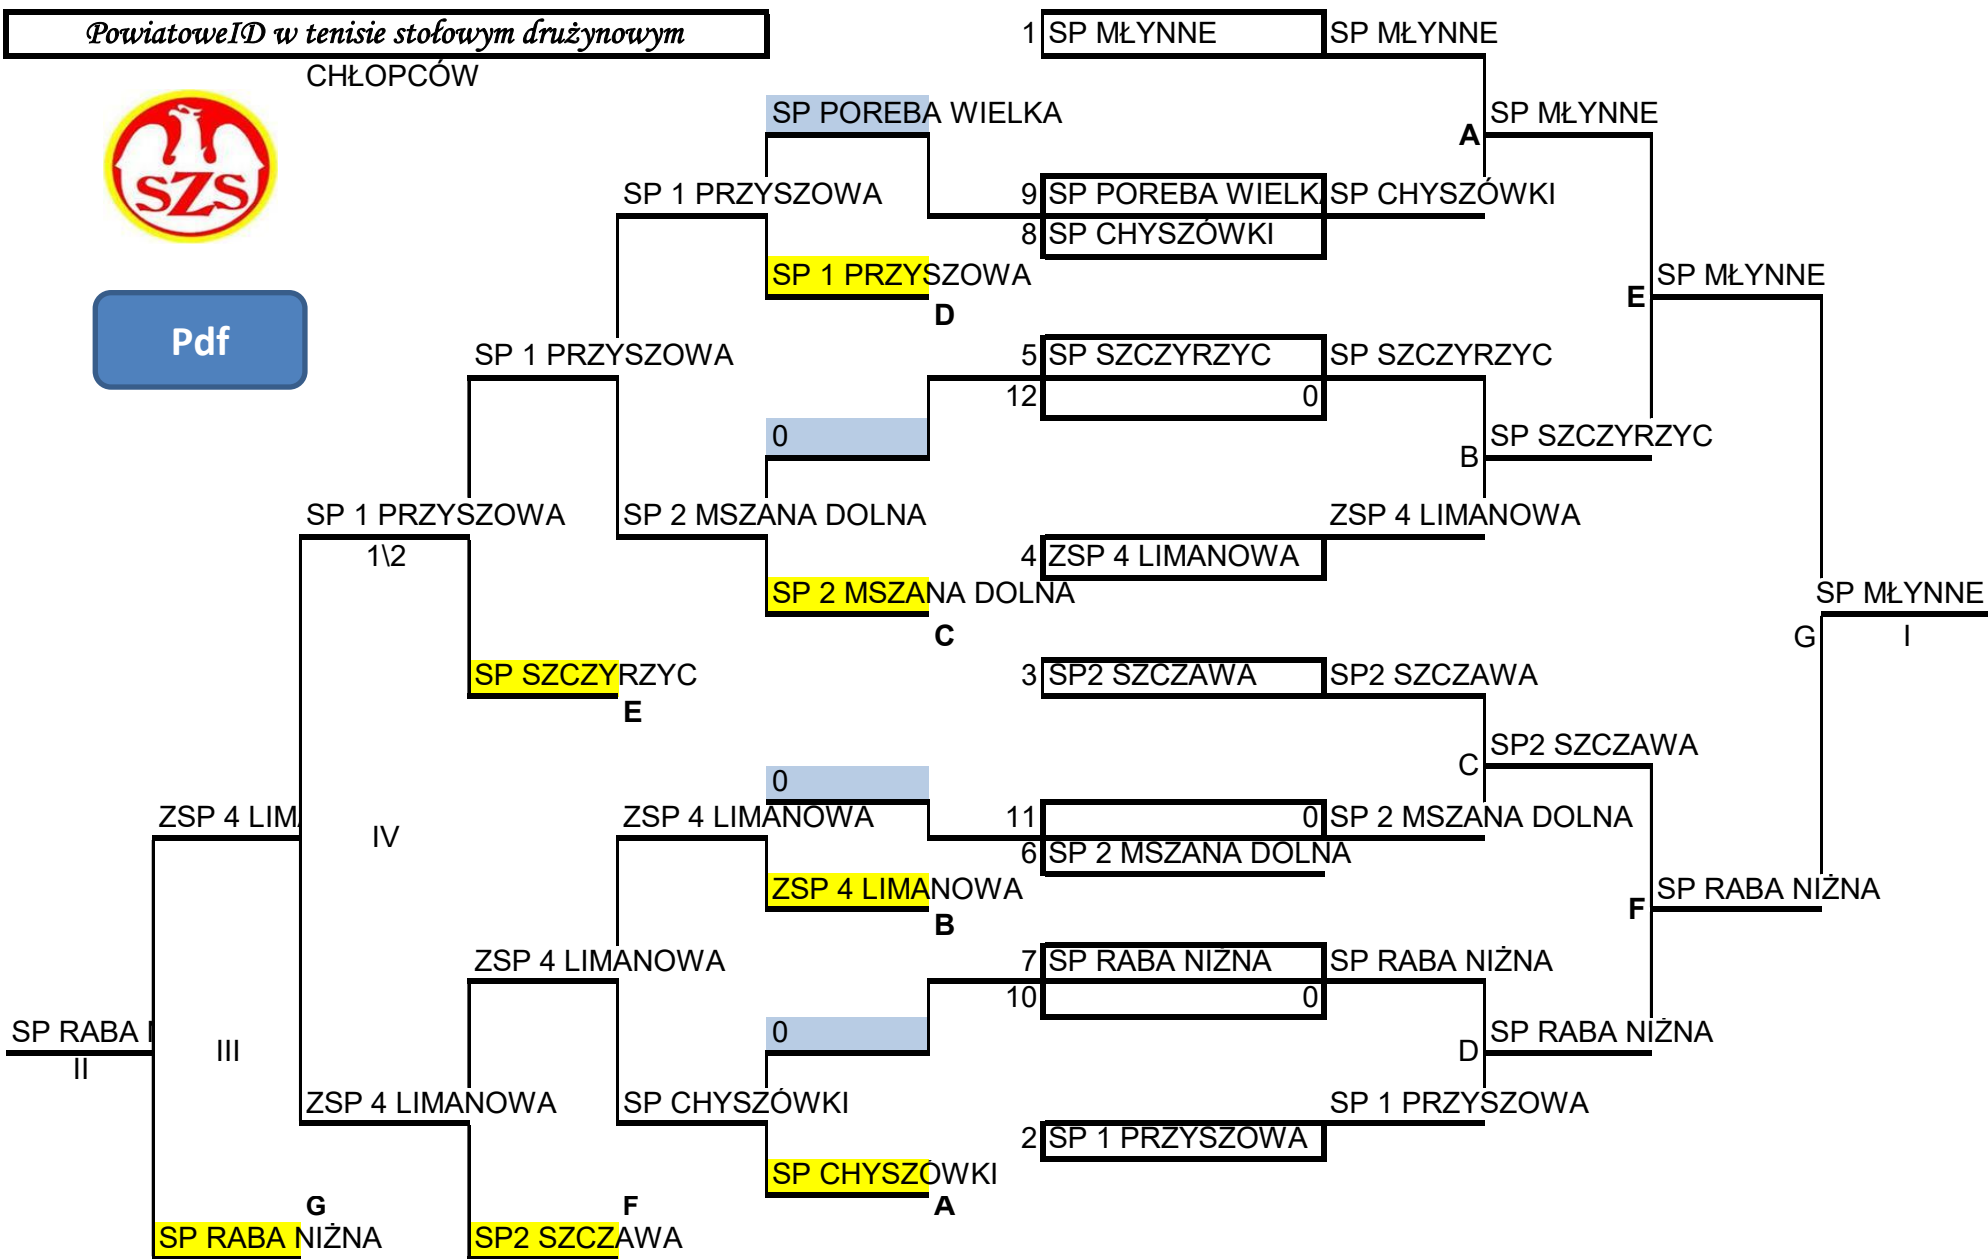 PowiatoweID w tenisie stołowym drużynowym
CHŁOPCÓW
SZS
Pdf
1 SP MŁYNNE SP MŁYNNE
SP POREBA WIELKA
A SP MŁYNNE
SP 1 PRZYSZOWA
9 SP POREBA WIELK SP CHYSZÓWKI
8 SP CHYSZÓWKI
SP 1 PRZYSZOWA
D
E SP MŁYNNE
SP 1 PRZYSZOWA
5 SP SZCZYRZYC SP SZCZYRZYC
12 0
0
B SP SZCZYRZYC
SP 1 PRZYSZOWA
1\2
SP 2 MSZANA DOLNA
ZSP 4 LIMANOWA
4 ZSP 4 LIMANOWA
SP 2 MSZANA DOLNA
C
SP MŁYNNE
G I
SP SZCZYRZYC
E
3 SP2 SZCZAWA SP2 SZCZAWA
C SP2 SZCZAWA
0
ZSP 4 LIM
IV
ZSP 4 LIMANOWA
11 0 SP 2 MSZANA DOLNA
6 SP 2 MSZANA DOLNA
ZSP 4 LIMANOWA
B
F SP RABA NIŻNA
ZSP 4 LIMANOWA
7 SP RABA NIŻNA SP RABA NIŻNA
10 0
SP RABA
II
III
0
D SP RABA NIŻNA
ZSP 4 LIMANOWA
SP CHYSZÓWKI
SP 1 PRZYSZOWA
2 SP 1 PRZYSZOWA
SP CHYSZÓWKI
A
G
SP RABA NIŻNA
F
SP2 SZCZAWA